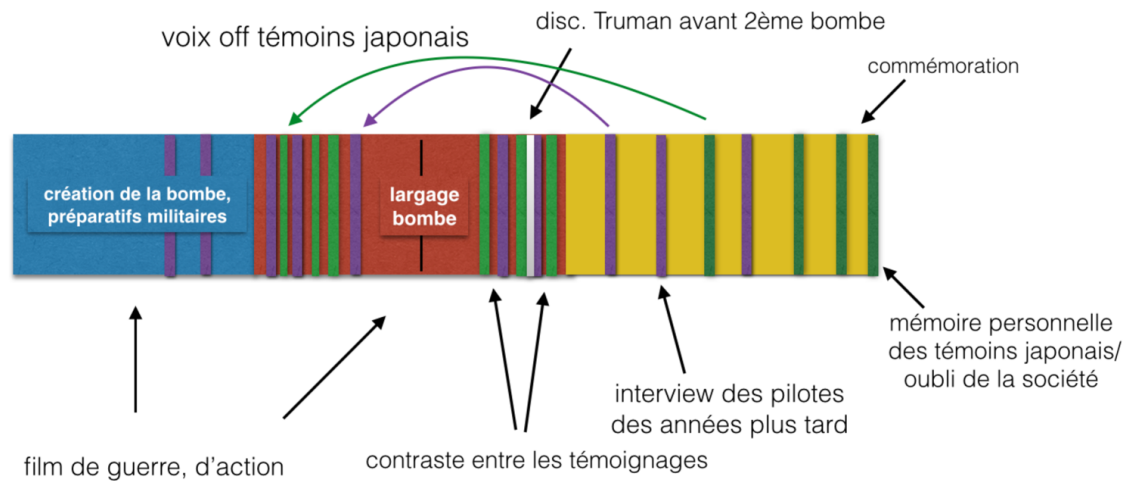 voix off témoins japonais
disc. Truman avant 2ème bombe
commémoration
création de la bombe,
préparatifs militaires
largage
bombe
mémoire personnelle
des témoins japonais/
oubli de la société
interview des pilotes
des années plus tard
contraste entre les témoignages
film de guerre, d'action